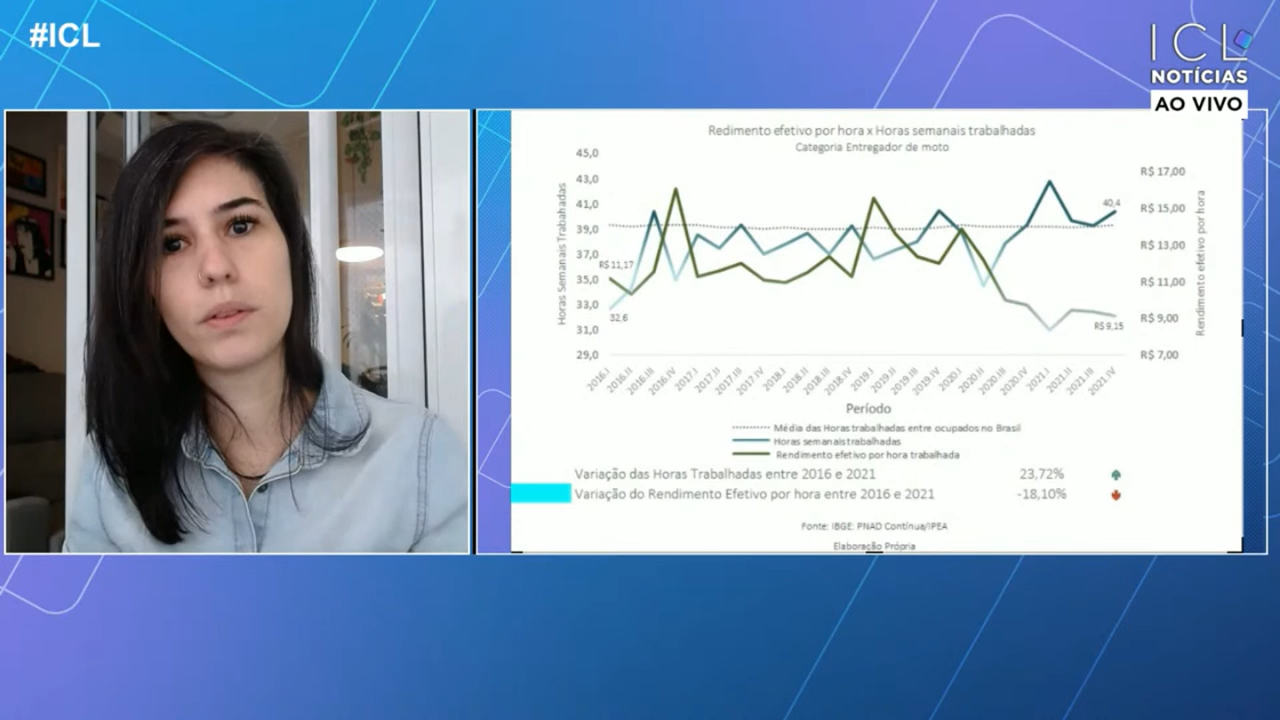 #ICL
ICL
NOTÍCIAS
AO VIVO
Redimento efetivo por hora x Horas semanais trabalhadas
Categoria Entregador de moto
45,0
43,0
41,0
39,0
37,0
35,0
33,0
31,0
29,0
Horas Semanais Trabahadas
R$ 17,00
R$ 15,00
R$ 13,00
R$ 11,00
R$ 9,00
R$ 7,00
Rendimento efetivo por hora
R$ 11,17
32,6
40,4
R$ 9,15
2016.I
2016.II
2016.III
2016.IV
2017.I
2017.II
2017.III
2017.IV
2018.I
2018.II
2018.III
2018.IV
2019.I
2019.II
2019.III
2019.IV
2020.I
2020.II
2020.III
2020.IV
2021.I
2021.II
2021.III
2021.IV
Período
Média das Horas trabalhadas entre ocupados no Brasil
Horas semanais trabalhadas
Rendimento efetivo por hora trabalhada
Variação das Horas Trabalhadas entre 2016 e 2021 23,72%
Variação do Rendimento Efetivo por hora entre 2016 e 2021 -18,10%
Fonte: IBGE: PNAD Contínua/IPEA
Elaboração Própria